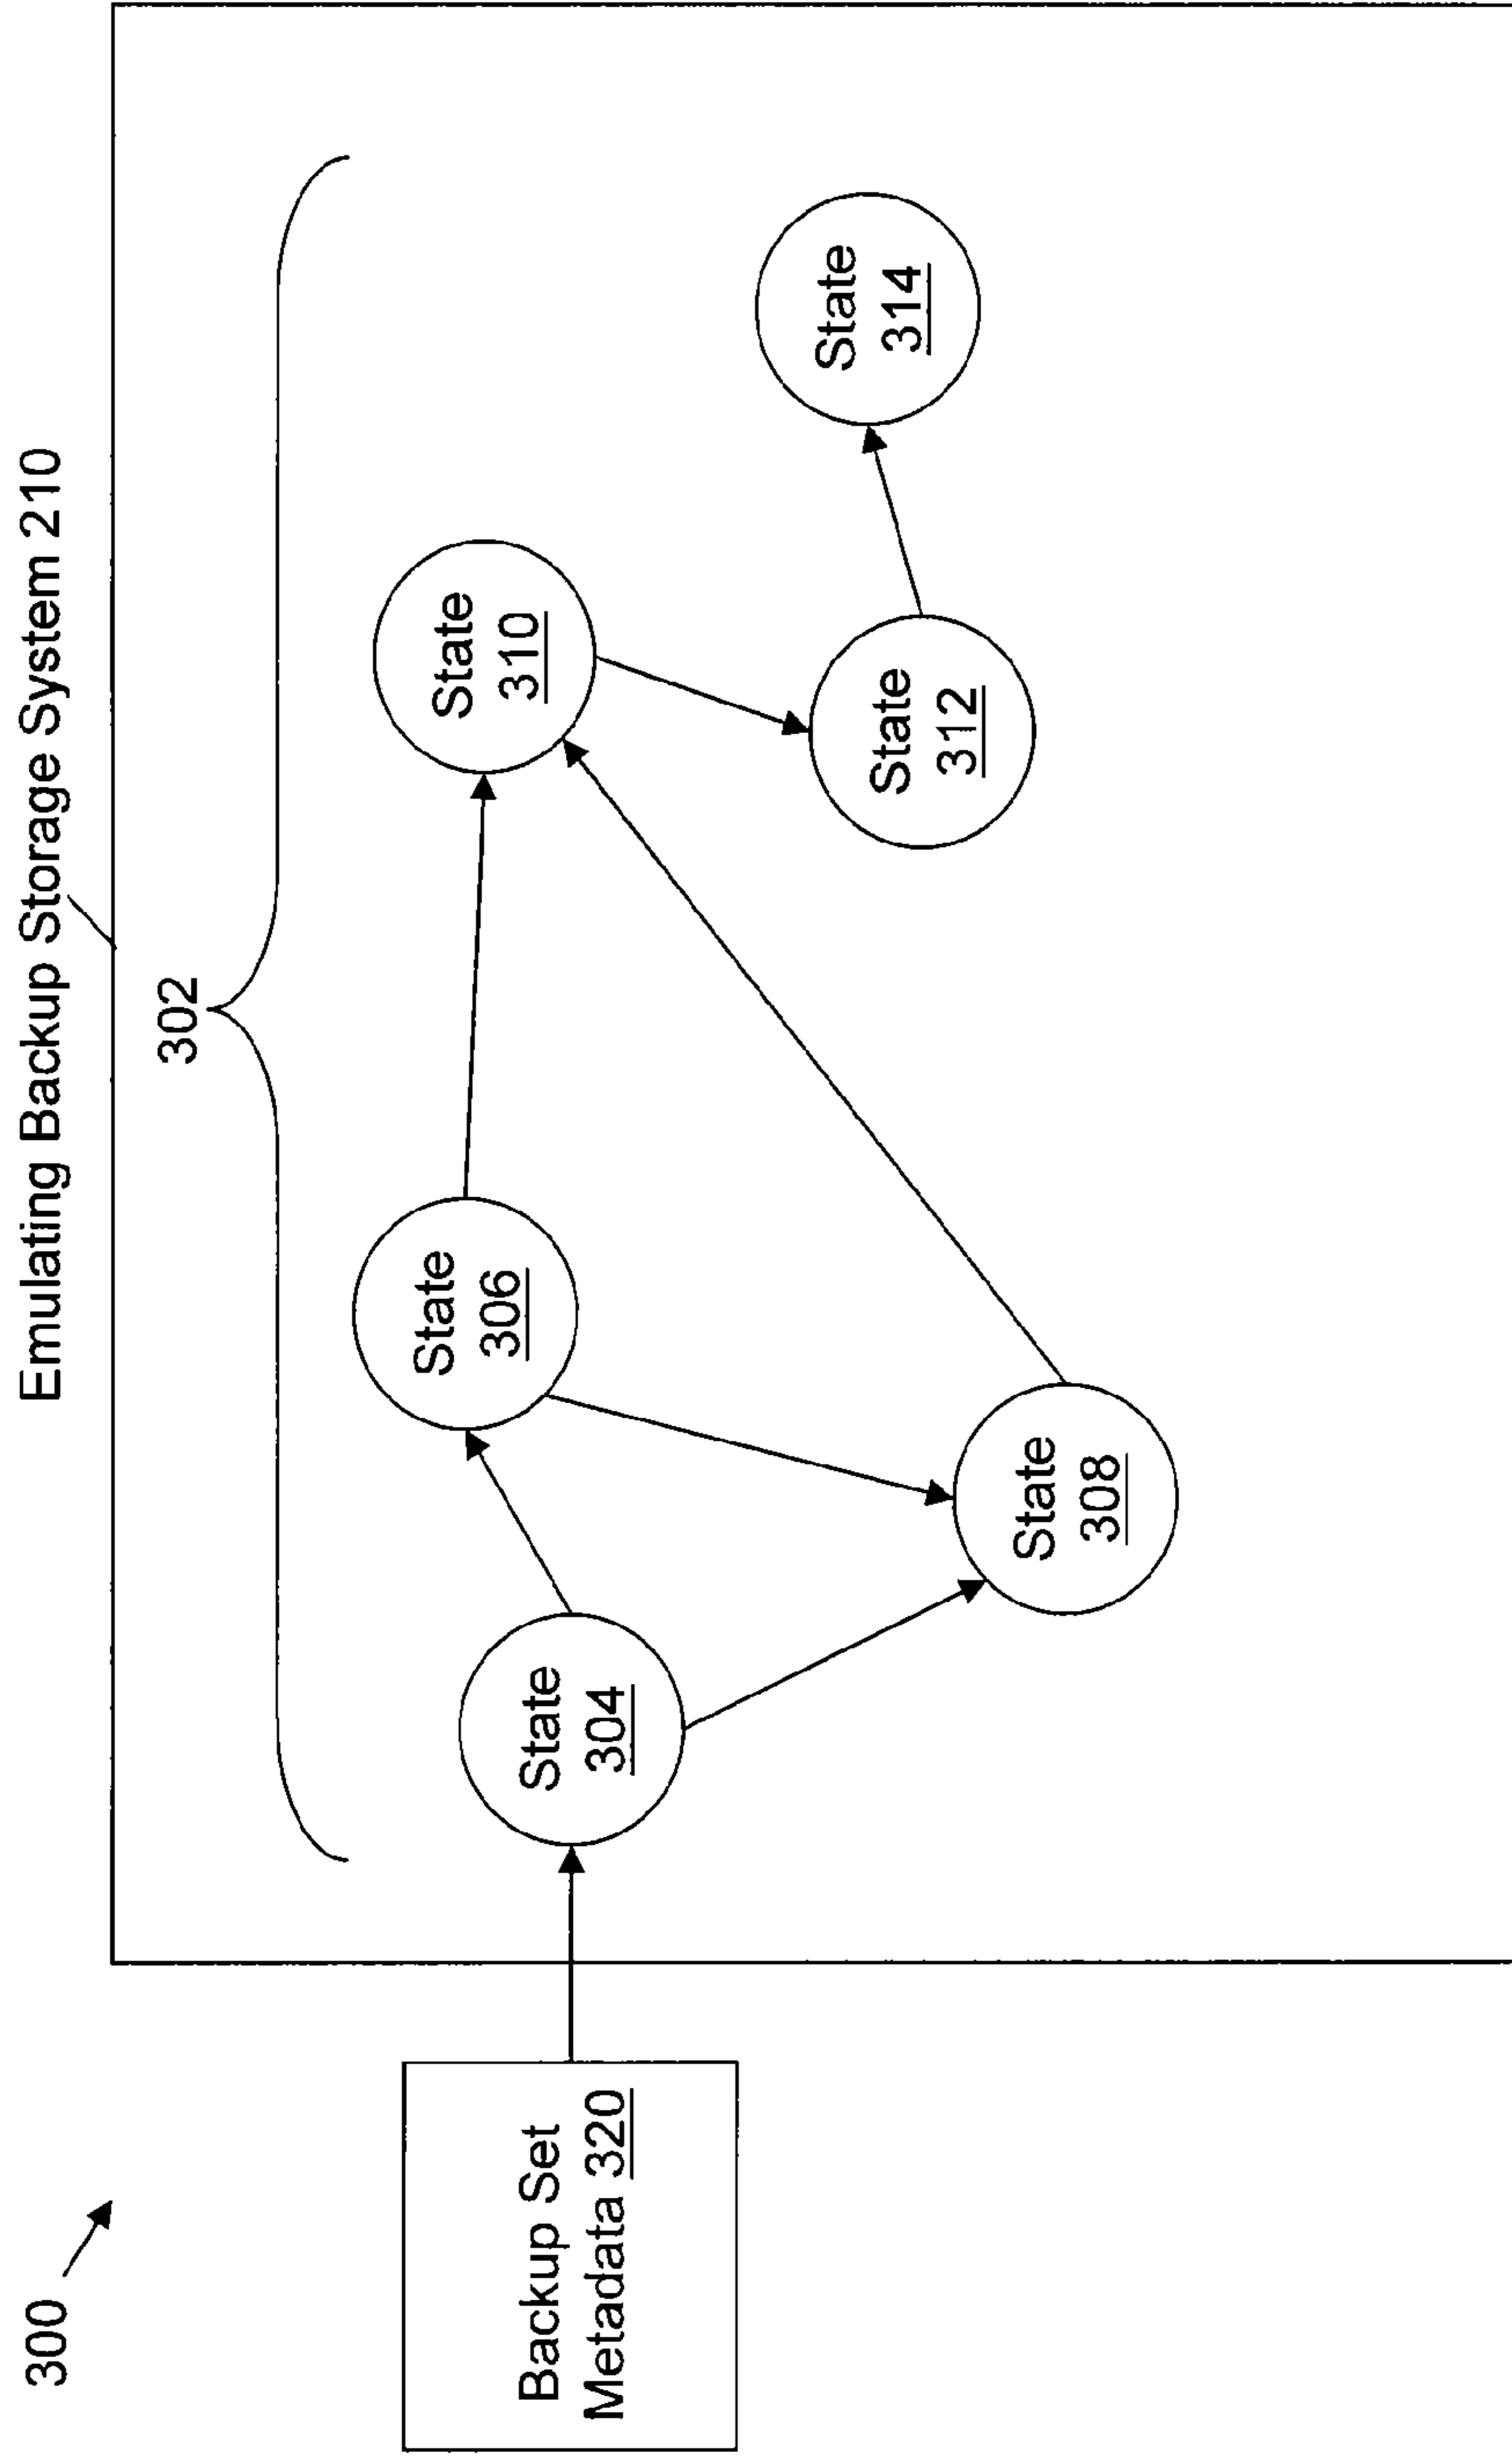 300
Emulating Backup Storage System 210
302
Backup Set
Metadata 320
State
304
State
306
State
308
State
310
State
312
State
314